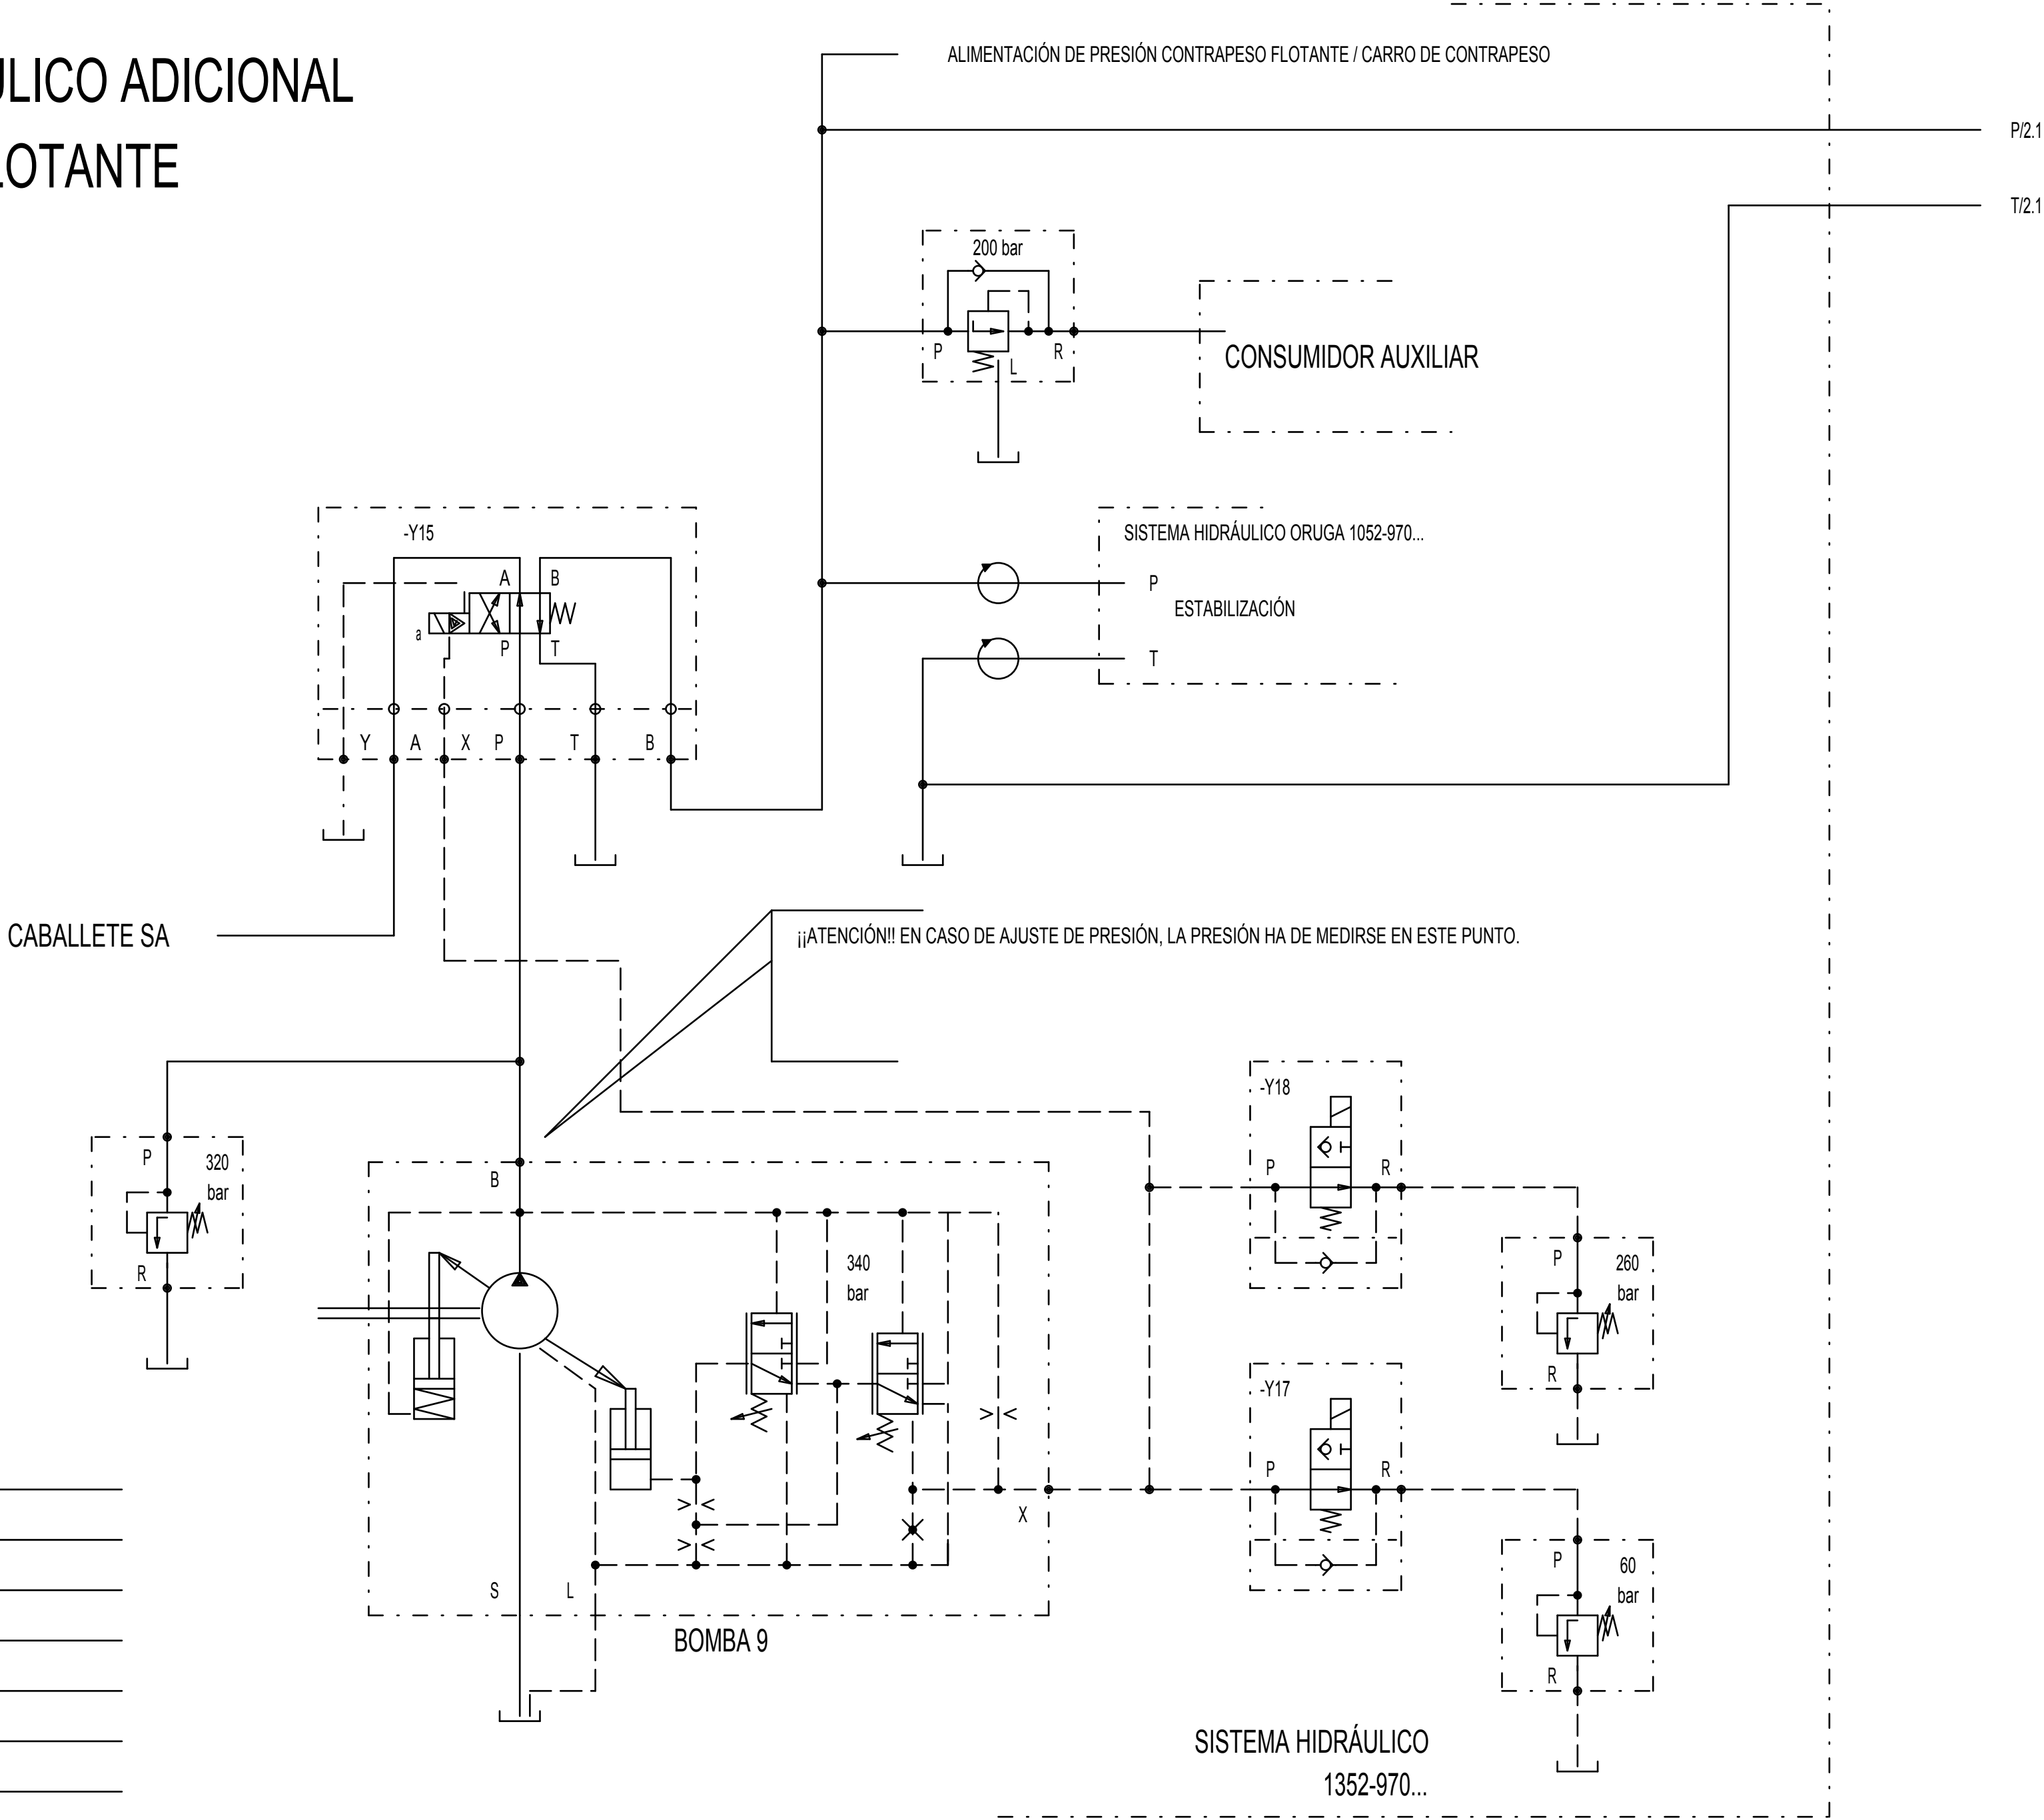 ULICO ADICIONAL
LOTANTE
ALIMENTACIÓN DE PRESIÓN CONTRAPESO FLOTANTE / CARRO DE CONTRAPESO
P/2.1
T/2.1
200 bar
P
L
R
CONSUMIDOR AUXILIAR
-Y15
A
B
a
P
T
Y
A
X
P
T
B
SISTEMA HIDRÁULICO ORUGA 1052-970...
P
ESTABILIZACIÓN
T
CABALLETE SA
¡¡ATENCIÓN!! EN CASO DE AJUSTE DE PRESIÓN, LA PRESIÓN HA DE MEDIRSE EN ESTE PUNTO.
P
320
bar
R
B
340
bar
X
S
L
BOMBA 9
-Y18
P
R
P
260
bar
R
-Y17
P
R
P
60
bar
R
SISTEMA HIDRÁULICO
1352-970...